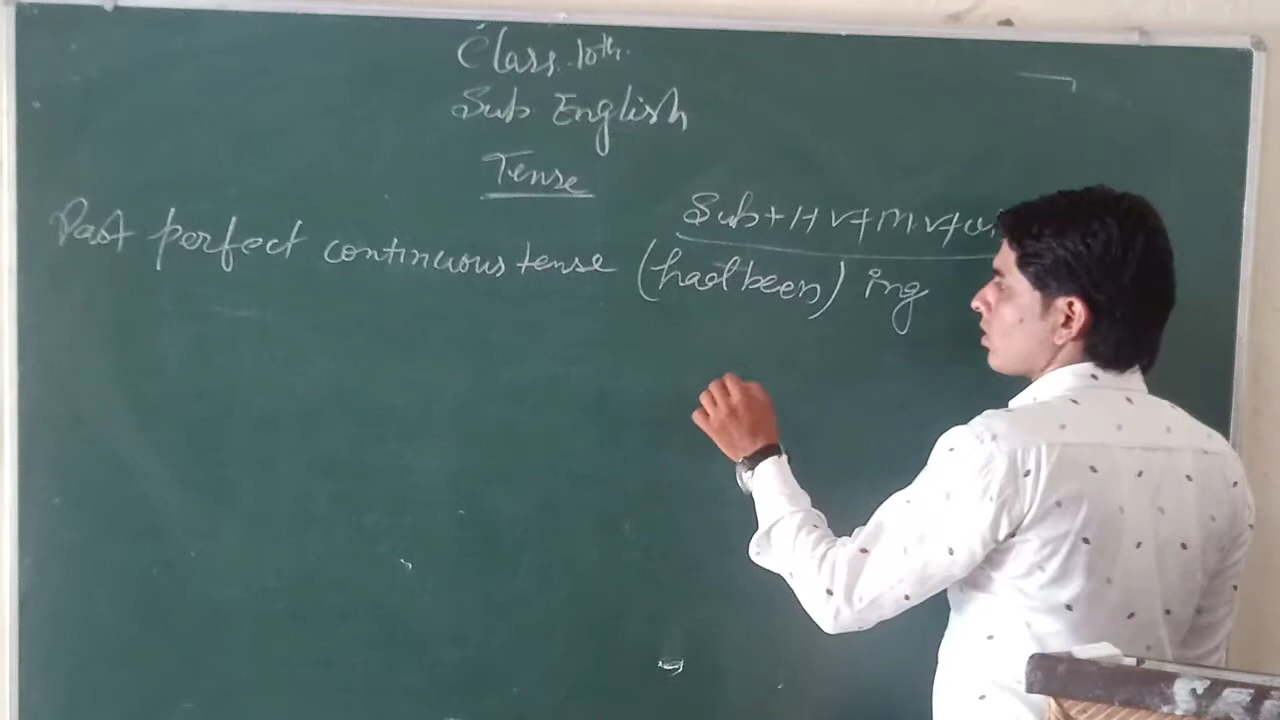 Class 10th.
Sub English
Tense
Sub + H V + M V +
Past perfect continuous tense (had been) ing